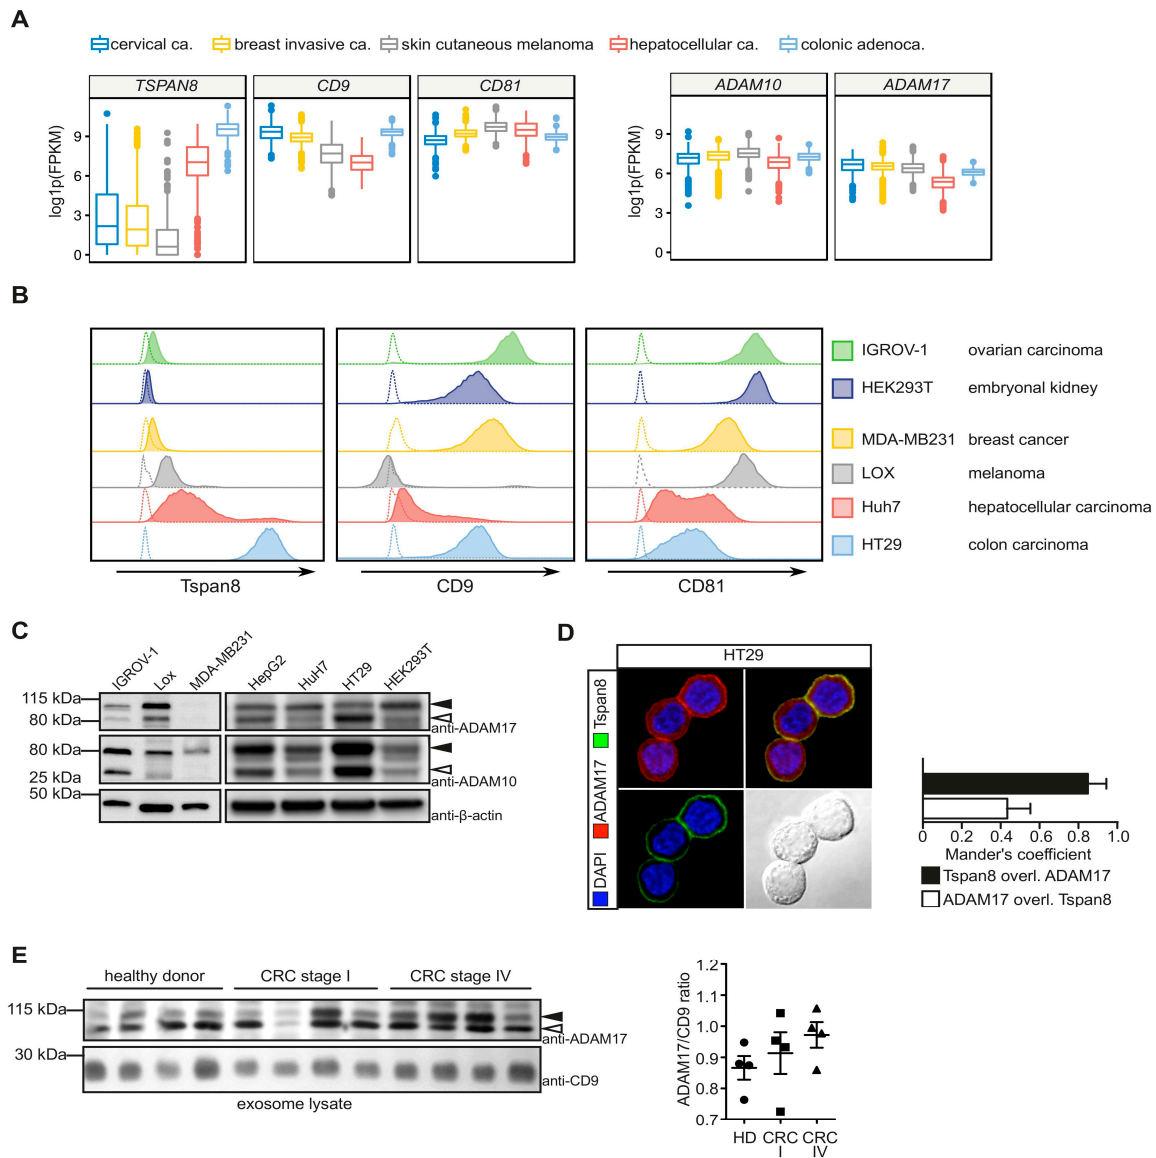 A
cervical ca.
breast invasive ca.
skin cutaneous melanoma
hepatocellular ca.
colonic adenoca.
TSPAN8
CD9
CD81
ADAM10
ADAM17
log1p(FPKM)
9
6
3
0
log1p(FPKM)
9
6
3
0
B
IGROV-1 ovarian carcinoma
HEK293T embryonal kidney
MDA-MB231 breast cancer
LOX melanoma
Huh7 hepatocellular carcinoma
HT29 colon carcinoma
Tspan8
CD9
CD81
C
IGROV-1
Lox
MDA-MB231
HepG2
HuH7
HT29
HEK293T
115 kDa
80 kDa
anti-ADAM17
80 kDa
25 kDa
anti-ADAM10
50 kDa
anti-β-actin
D
HT29
DAPI
ADAM17
Tspan8
0 0.2 0.4 0.6 0.8 1.0
Mander's coefficient
Tspan8 overl. ADAM17
ADAM17 overl. Tspan8
E
healthy donor
CRC stage I
CRC stage IV
115 kDa
anti-ADAM17
30 kDa
anti-CD9
exosome lysate
ADAM17/CD9 ratio
1.2
1.1
1.0
0.9
0.8
0.7
HD CRC CRC
I IV